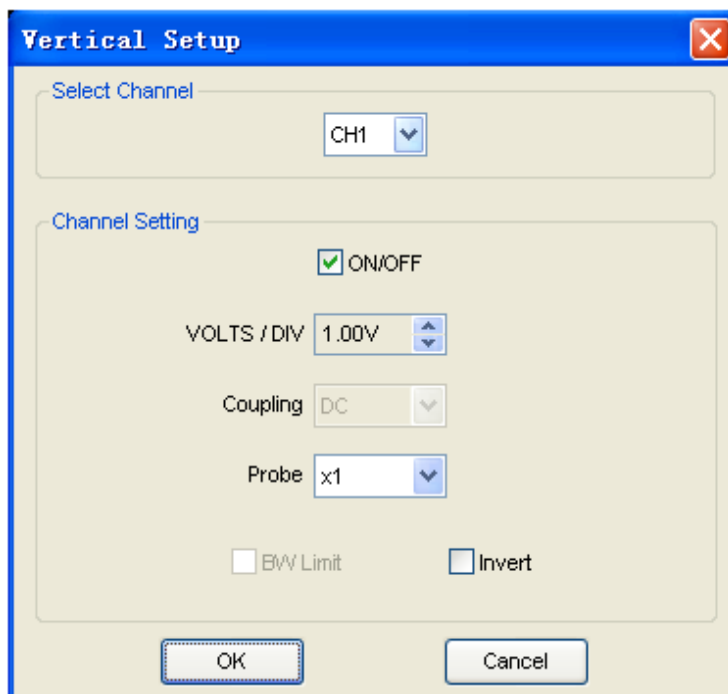 Vertical Setup
Select Channel
CH1
Channel Setting
ON/OFF
VOLTS / DIV 1.00V
Coupling DC
Probe x1
BW Limit Invert
OK Cancel